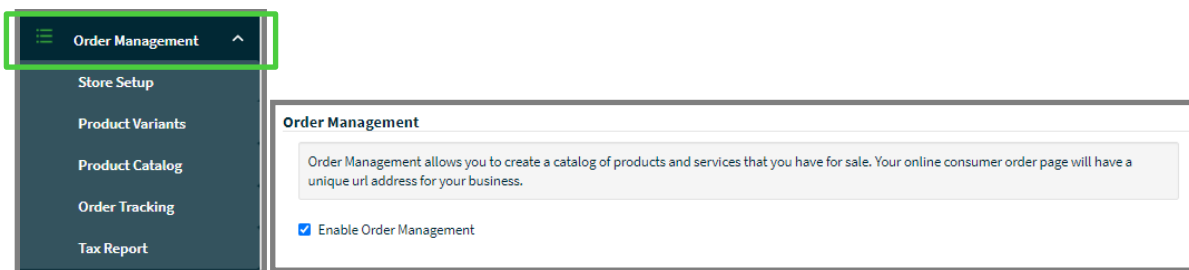 Order Management
Store Setup
Product Variants
Product Catalog
Order Tracking
Tax Report
Order Management
Order Management allows you to create a catalog of products and services that you have for sale. Your online consumer order page will have a
unique url address for your business.
Enable Order Management